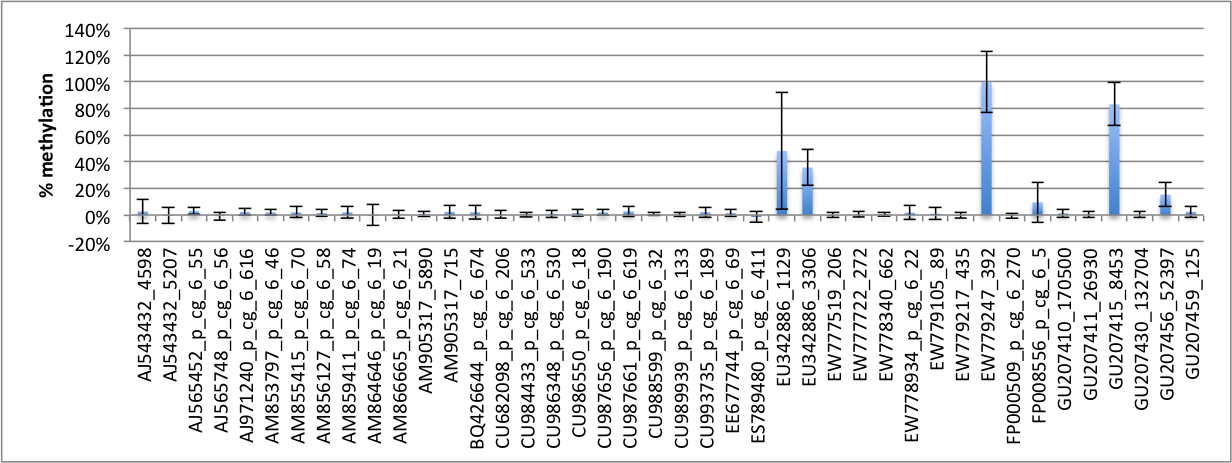 140%
120%
100%
80%
60%
40%
20%
0%
-20%
% methylation
AJ543432_4598
AJ543432_5207
AJ565452_p_cg_6_55
AJ565748_p_cg_6_56
AJ971240_p_cg_6_616
AM853797_p_cg_6_46
AM855415_p_cg_6_70
AM856127_p_cg_6_58
AM859411_p_cg_6_74
AM864646_p_cg_6_19
AM866665_p_cg_6_21
AM905317_5890
AM905317_715
BQ426644_p_cg_6_674
CU682098_p_cg_6_206
CU984433_p_cg_6_533
CU986348_p_cg_6_530
CU986550_p_cg_6_18
CU987656_p_cg_6_190
CU987661_p_cg_6_619
CU988599_p_cg_6_32
CU989939_p_cg_6_133
CU993735_p_cg_6_189
EE677744_p_cg_6_69
ES789480_p_cg_6_411
EU342886_1129
EU342886_3306
EW777519_206
EW777722_272
EW778340_662
EW778934_p_cg_6_22
EW779105_89
EW779217_435
EW779247_392
FP000509_p_cg_6_270
FP008556_p_cg_6_5
GU207410_170500
GU207411_26930
GU207415_8453
GU207430_132704
GU207456_52397
GU207459_125